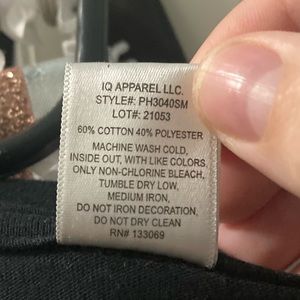 IQ APPAREL LLC.
STYLE#: PH3040SM
LOT#: 21053
60% COTTON 40% POLYESTER
MACHINE WASH COLD,
INSIDE OUT, WITH LIKE COLORS,
ONLY NON-CHLORINE BLEACH,
TUMBLE DRY LOW,
MEDIUM IRON,
DO NOT IRON DECORATION,
DO NOT DRY CLEAN
RN# 133069